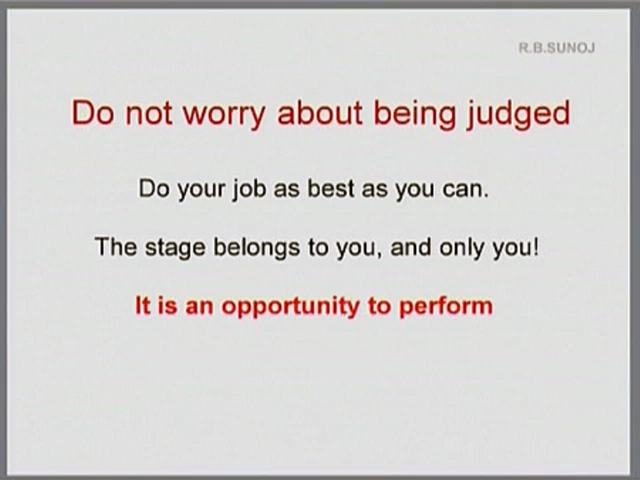 R.B.SUNOJ
Do not worry about being judged
Do your job as best as you can.
The stage belongs to you, and only you!
It is an opportunity to perform